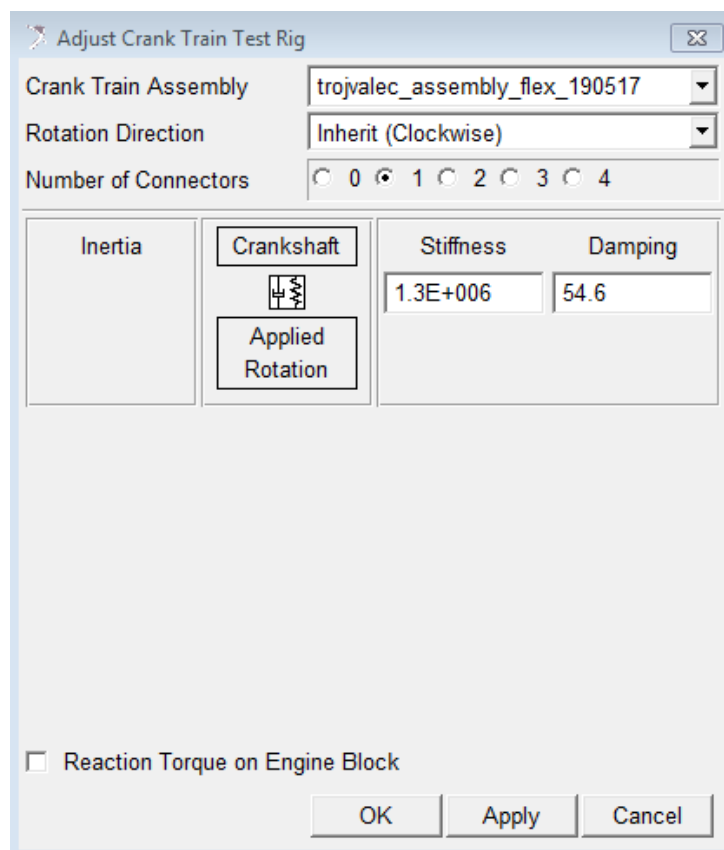 Adjust Crank Train Test Rig
Crank Train Assembly trojvalec_assembly_flex_190517
Rotation Direction Inherit (Clockwise)
Number of Connectors 0 1 2 3 4
Inertia Crankshaft Stiffness Damping
1.3E+006 54.6
Applied
Rotation
Reaction Torque on Engine Block
OK Apply Cancel